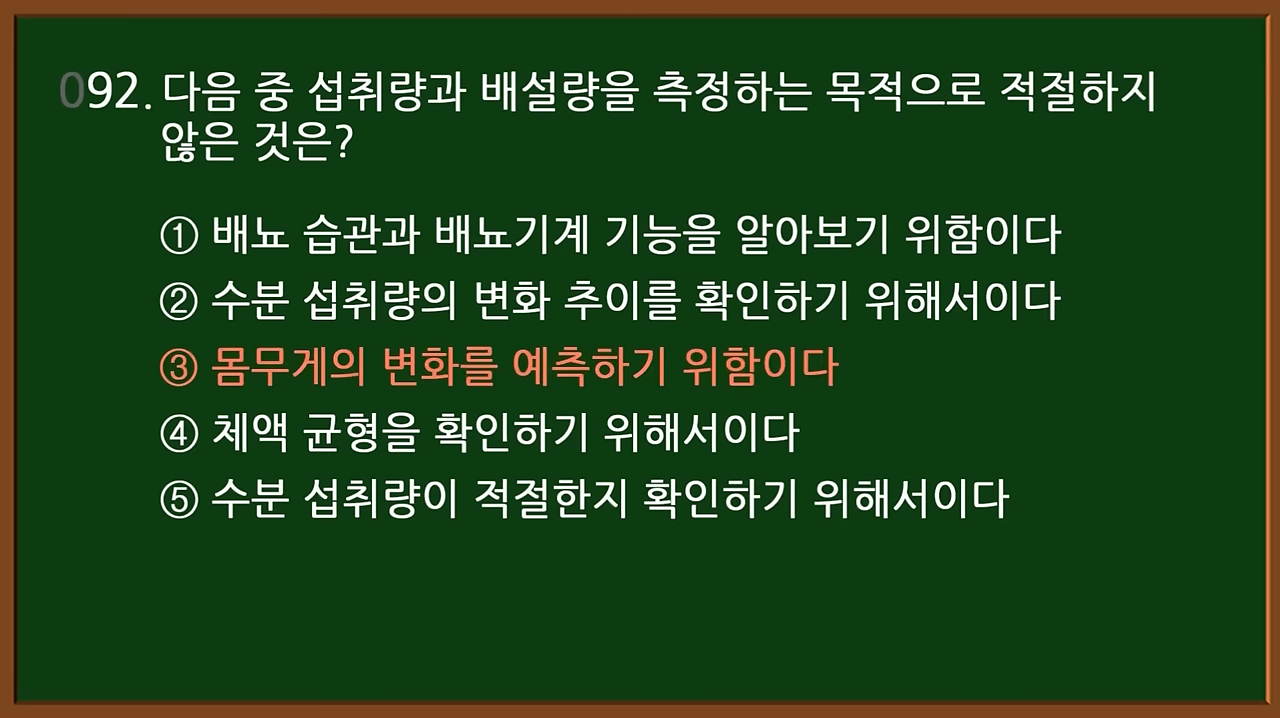 092. 다음 중 섭취량과 배설량을 측정하는 목적으로 적절하지
않은 것은?
① 배뇨 습관과 배뇨기계 기능을 알아보기 위함이다
② 수분 섭취량의 변화 추이를 확인하기 위해서이다
③ 몸무게의 변화를 예측하기 위함이다
④ 체액 균형을 확인하기 위해서이다
⑤ 수분 섭취량이 적절한지 확인하기 위해서이다